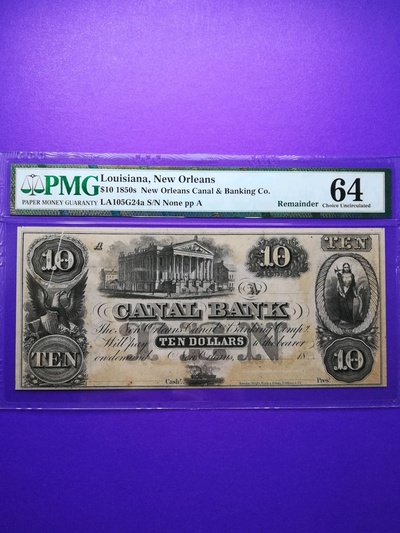 PMG
PAPER MONEY GUARANTY
Louisiana, New Orleans
$10 1850s New Orleans Canal & Banking Co.
LA105G24a S/N None pp A
64
Remainder Choice Uncirculated
A
10
10
TEN
A
CANAL BANK
The New Orleans Canal & Banking Comp.y
Will pay TEN DOLLARS to the bearer
on demand New Orleans, 18
TEN
10
Cash.r
Pres.t